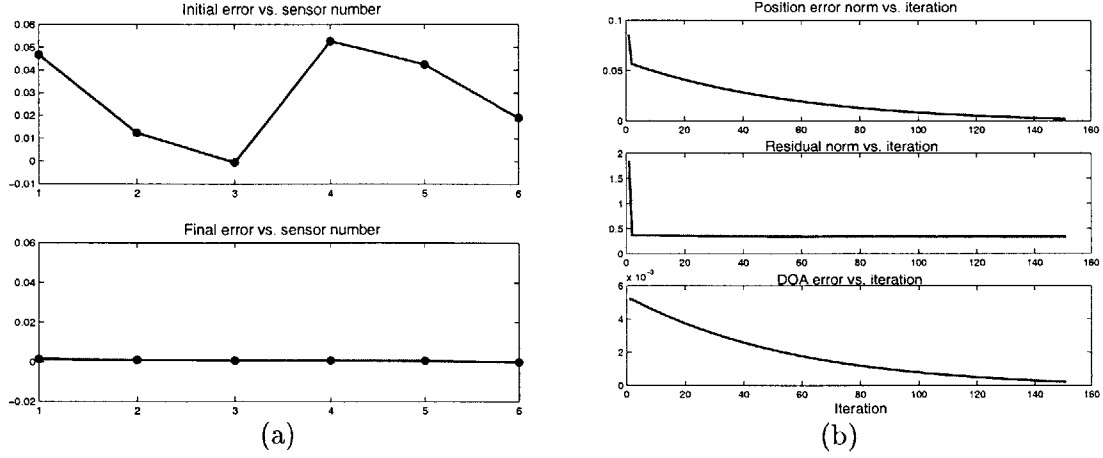 Initial error vs. sensor number
0.06
0.05
0.04
0.03
0.02
0.01
0
−0.01
1 2 3 4 5 6
Final error vs. sensor number
0.06
0.04
0.02
0
−0.02
1 2 3 4 5 6
(a)
Position error norm vs. iteration
0.1
0.05
0
0 20 40 60 80 100 120 140 160
Residual norm vs. iteration
2
1.5
1
0.5
0
0 20 40 60 80 100 120 140 160
x 10⁻³
DOA error vs. iteration
6
4
2
0
0 20 40 60 80 100 120 140 160
Iteration
(b)